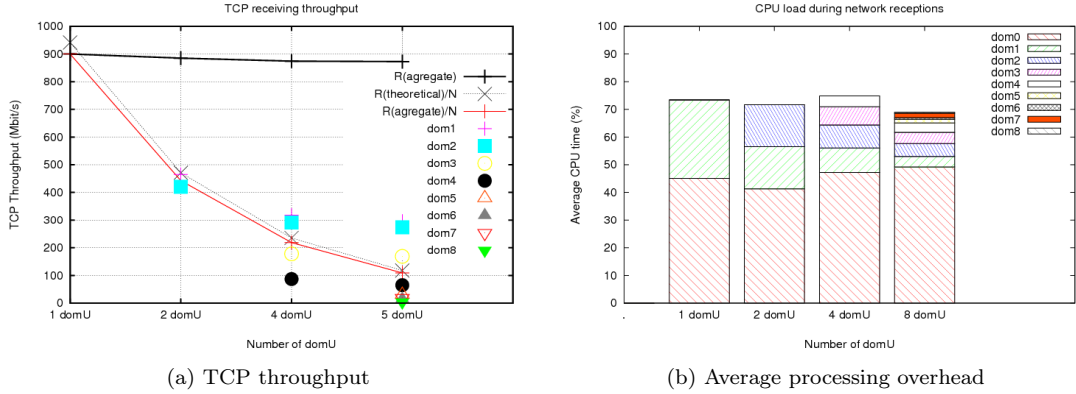 TCP receiving throughput
TCP Throughput (Mbit/s)
1000
900
800
700
600
500
400
300
200
100
0
1 domU
2 domU
4 domU
5 domU
Number of domU
R(agregate)
R(theoretical)/N
R(agregate)/N
dom1
dom2
dom3
dom4
dom5
dom6
dom7
dom8
(a) TCP throughput
CPU load during network receptions
Average CPU time (%)
100
90
80
70
60
50
40
30
20
10
0
.
1 domU
2 domU
4 domU
8 domU
Number of domU
dom0
dom1
dom2
dom3
dom4
dom5
dom6
dom7
dom8
(b) Average processing overhead